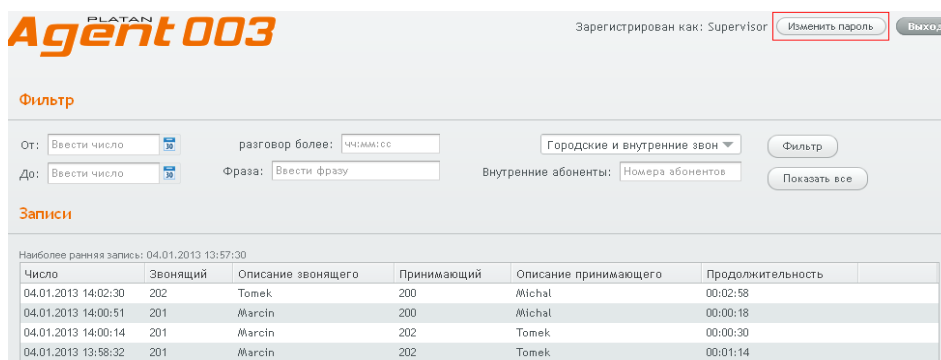 PLATAN
Agent 003
Зарегистрирован как: Supervisor Изменить пароль Выход
Фильтр
От: Ввести число 30 разговор более: чч:мм:сс Городские и внутренние звон Фильтр
До: Ввести число 30 Фраза: Ввести фразу Внутренние абоненты: Номера абонентов Показать все
Записи
Наиболее ранняя запись: 04.01.2013 13:57:30
Число Звонящий Описание звонящего Принимающий Описание принимающего Продолжительность
04.01.2013 14:02:30 202 Tomek 200 Michal 00:02:58
04.01.2013 14:00:51 201 Marcin 200 Michal 00:00:18
04.01.2013 14:00:14 201 Marcin 202 Tomek 00:00:30
04.01.2013 13:58:32 201 Marcin 202 Tomek 00:01:14